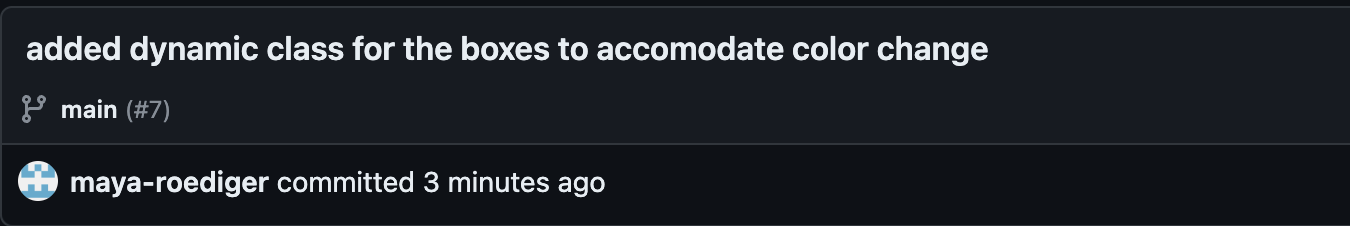 added dynamic class for the boxes to accomodate color change
main (#7)
maya-roediger committed 3 minutes ago